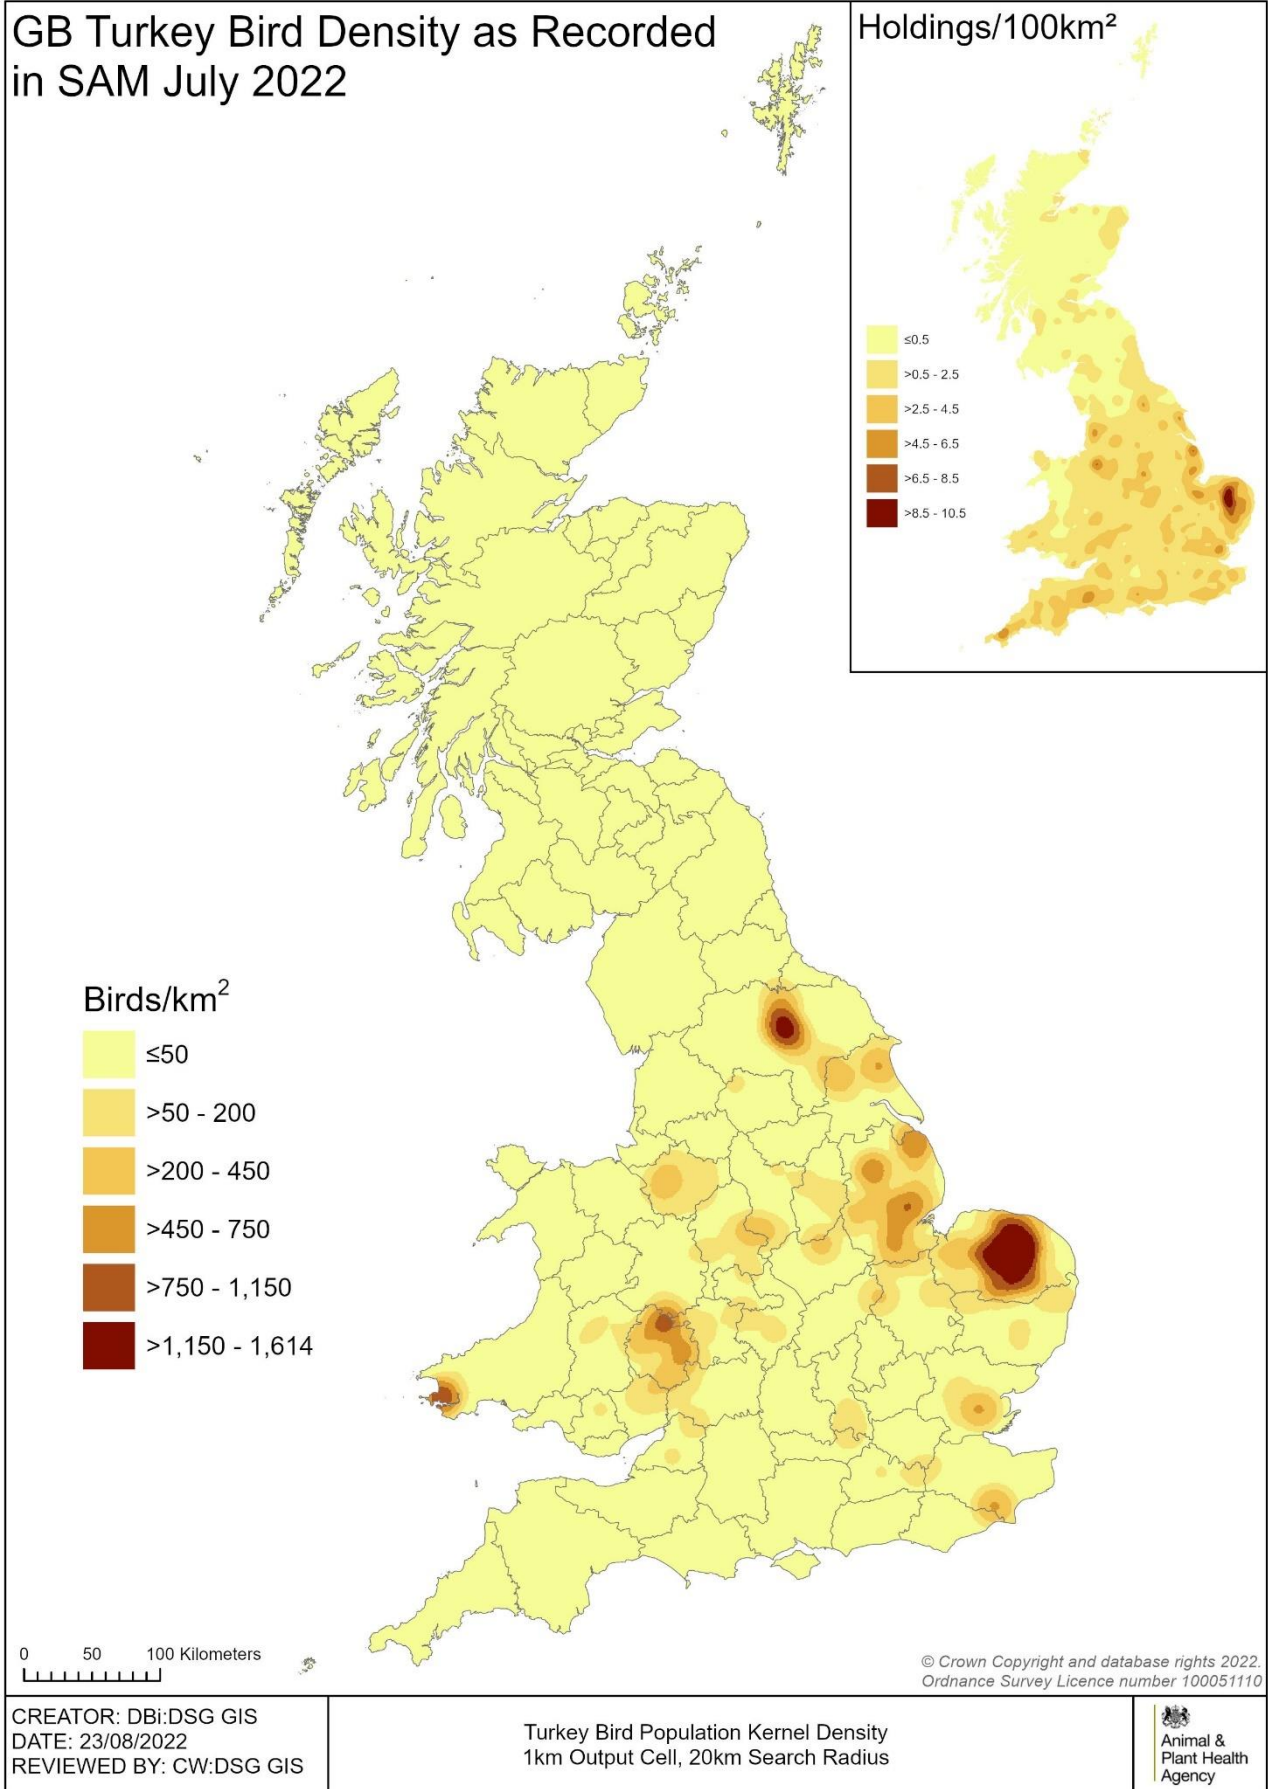 GB Turkey Bird Density as Recorded
in SAM July 2022
Holdings/100km²
≤0.5
>0.5 - 2.5
>2.5 - 4.5
>4.5 - 6.5
>6.5 - 8.5
>8.5 - 10.5
Birds/km²
≤50
>50 - 200
>200 - 450
>450 - 750
>750 - 1,150
>1,150 - 1,614
0 50 100 Kilometers
© Crown Copyright and database rights 2022.
Ordnance Survey Licence number 100051110
CREATOR: DBi:DSG GIS
DATE: 23/08/2022
REVIEWED BY: CW:DSG GIS
Turkey Bird Population Kernel Density
1km Output Cell, 20km Search Radius
Animal &
Plant Health
Agency